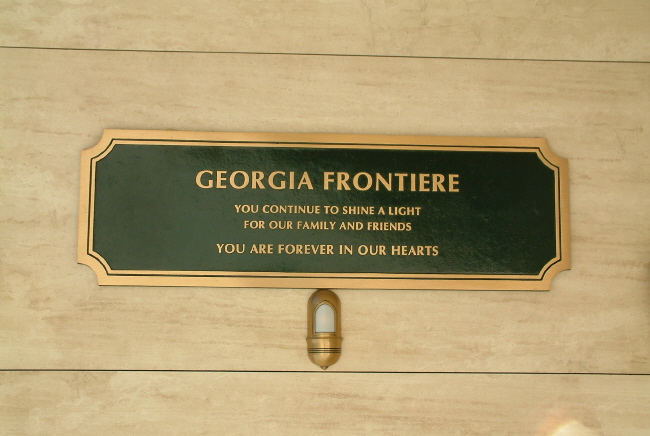 GEORGIA FRONTIERE
YOU CONTINUE TO SHINE A LIGHT
FOR OUR FAMILY AND FRIENDS
YOU ARE FOREVER IN OUR HEARTS